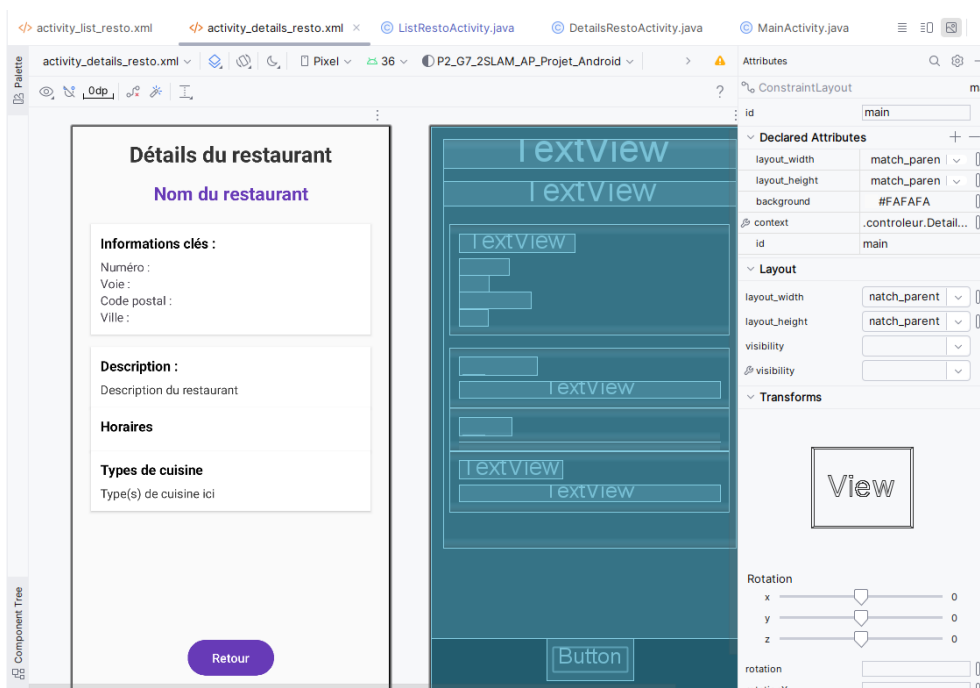 activity_list_resto.xml
activity_details_resto.xml
ListRestoActivity.java
DetailsRestoActivity.java
MainActivity.java
Palette
activity_details_resto.xml
Pixel
36
P2_G7_2SLAM_AP_Projet_Android
Attributes
0dp
?
ConstraintLayout
m
id
main
Declared Attributes
layout_width
match_paren
layout_height
match_paren
background
#FAFAFA
context
.controleur.Detail...
id
main
Layout
layout_width
natch_parent
layout_height
natch_parent
visibility
visibility
Transforms
View
Rotation
x
0
y
0
z
0
rotation
Détails du restaurant
Nom du restaurant
Informations clés :
Numéro :
Voie :
Code postal :
Ville :
Description :
Description du restaurant
Horaires
Types de cuisine
Type(s) de cuisine ici
Retour
TextView
TextView
TextView
TextView
TextView
TextView
Button
Component Tree